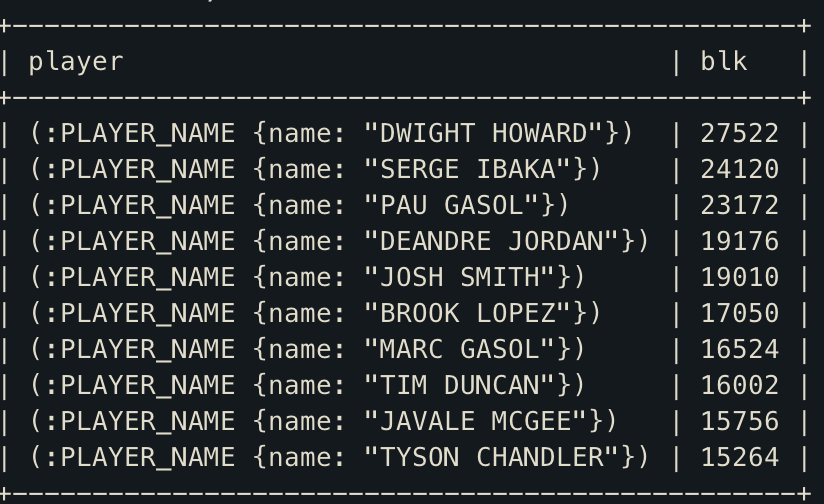 +-------------------------------------------------+
| player                                  | blk   |
+-------------------------------------------------+
| (:PLAYER_NAME {name: "DWIGHT HOWARD"})  | 27522 |
| (:PLAYER_NAME {name: "SERGE IBAKA"})    | 24120 |
| (:PLAYER_NAME {name: "PAU GASOL"})      | 23172 |
| (:PLAYER_NAME {name: "DEANDRE JORDAN"}) | 19176 |
| (:PLAYER_NAME {name: "JOSH SMITH"})     | 19010 |
| (:PLAYER_NAME {name: "BROOK LOPEZ"})    | 17050 |
| (:PLAYER_NAME {name: "MARC GASOL"})     | 16524 |
| (:PLAYER_NAME {name: "TIM DUNCAN"})     | 16002 |
| (:PLAYER_NAME {name: "JAVALE MCGEE"})   | 15756 |
| (:PLAYER_NAME {name: "TYSON CHANDLER"}) | 15264 |
+-------------------------------------------------+